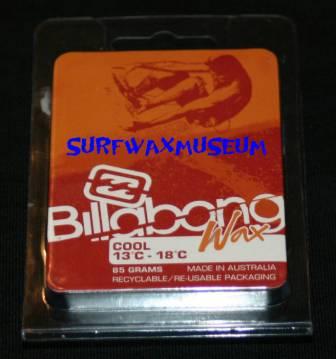 SURFWAXMUSEUM
Billabong
Wax
COOL
13°C - 18°C
85 GRAMS MADE IN AUSTRALIA
RECYCLABLE/RE-USABLE PACKAGING